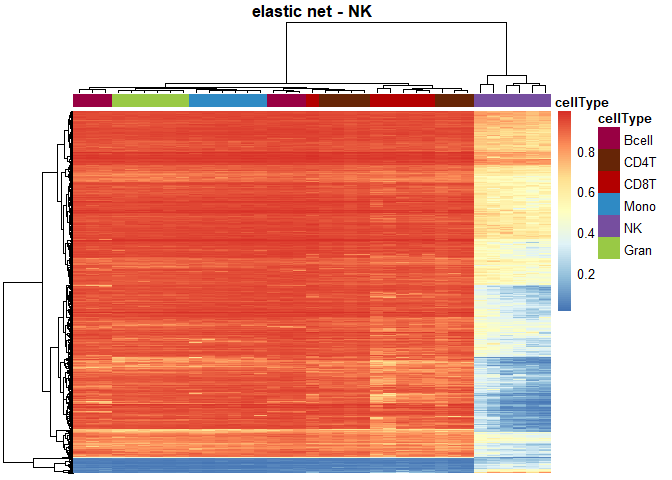 elastic net - NK
cellType
cellType
Bcell
CD4T
CD8T
Mono
NK
Gran
0.8
0.6
0.4
0.2